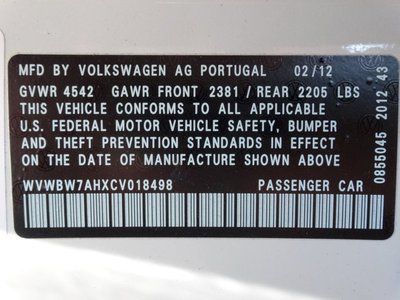 MFD BY VOLKSWAGEN AG PORTUGAL 02/12
GVWR 4542 GAWR FRONT 2381 / REAR 2205 LBS
THIS VEHICLE CONFORMS TO ALL APPLICABLE
U.S. FEDERAL MOTOR VEHICLE SAFETY, BUMPER
AND THEFT PREVENTION STANDARDS IN EFFECT
ON THE DATE OF MANUFACTURE SHOWN ABOVE
WVWBW7AHXCV018498 PASSENGER CAR
0855045 2012 43